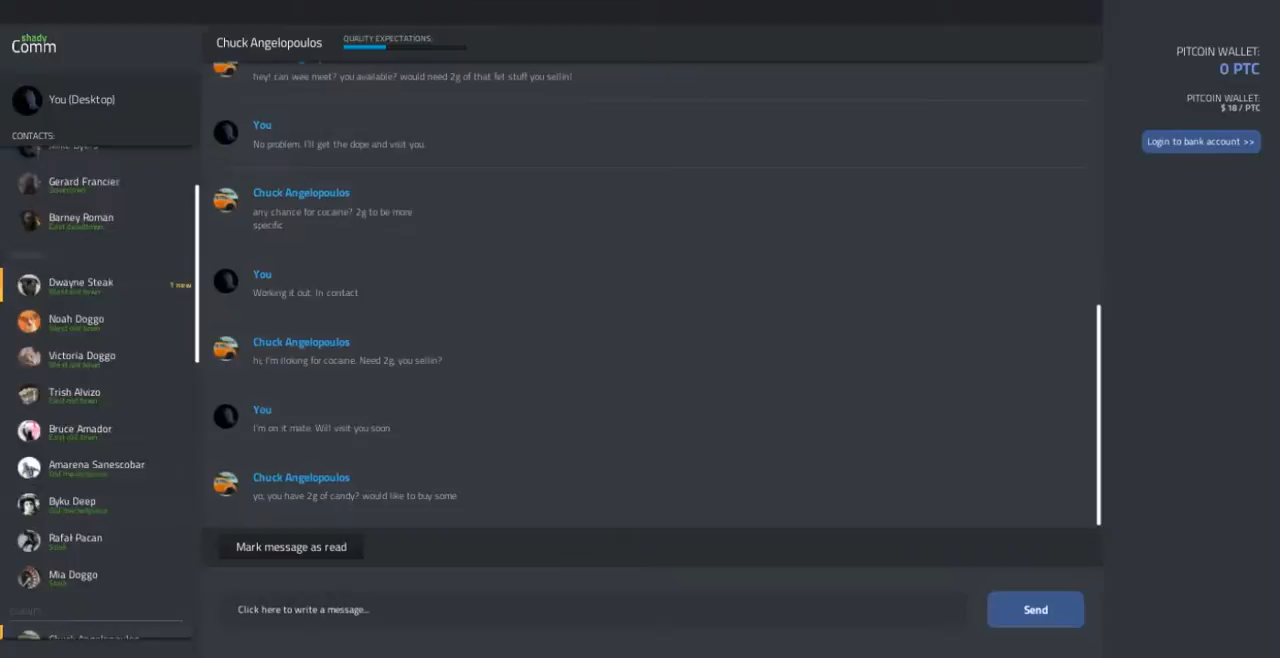 shady
Comm
You (Desktop)
CONTACTS:
Gerard Francier
Barney Roman
Dwayne Steak
1 new
Noah Doggo
Victoria Doggo
Trish Alvizo
Bruce Amador
East old town
Amarena Sanescobar
Byku Deep
Rafał Pacan
Mia Doggo
Chuck Angelopoulos
Chuck Angelopoulos
QUALITY EXPECTATIONS:
hey! can wee meet? you available? would need 2g of that fet stuff you sellin!
You
No problem. I'll get the dope and visit you.
Chuck Angelopoulos
any chance for cocaine? 2g to be more
specific
You
Working it out. In contact
Chuck Angelopoulos
hi, I'm lloking for cocaine. Need 2g, you sellin?
You
I'm on it mate. Will visit you soon
Chuck Angelopoulos
yo, you have 2g of candy? would like to buy some
Mark message as read
Click here to write a message...
Send
PITCOIN WALLET:
0 PTC
PITCOIN WALLET:
$ 18 / PTC
Login to bank account >>